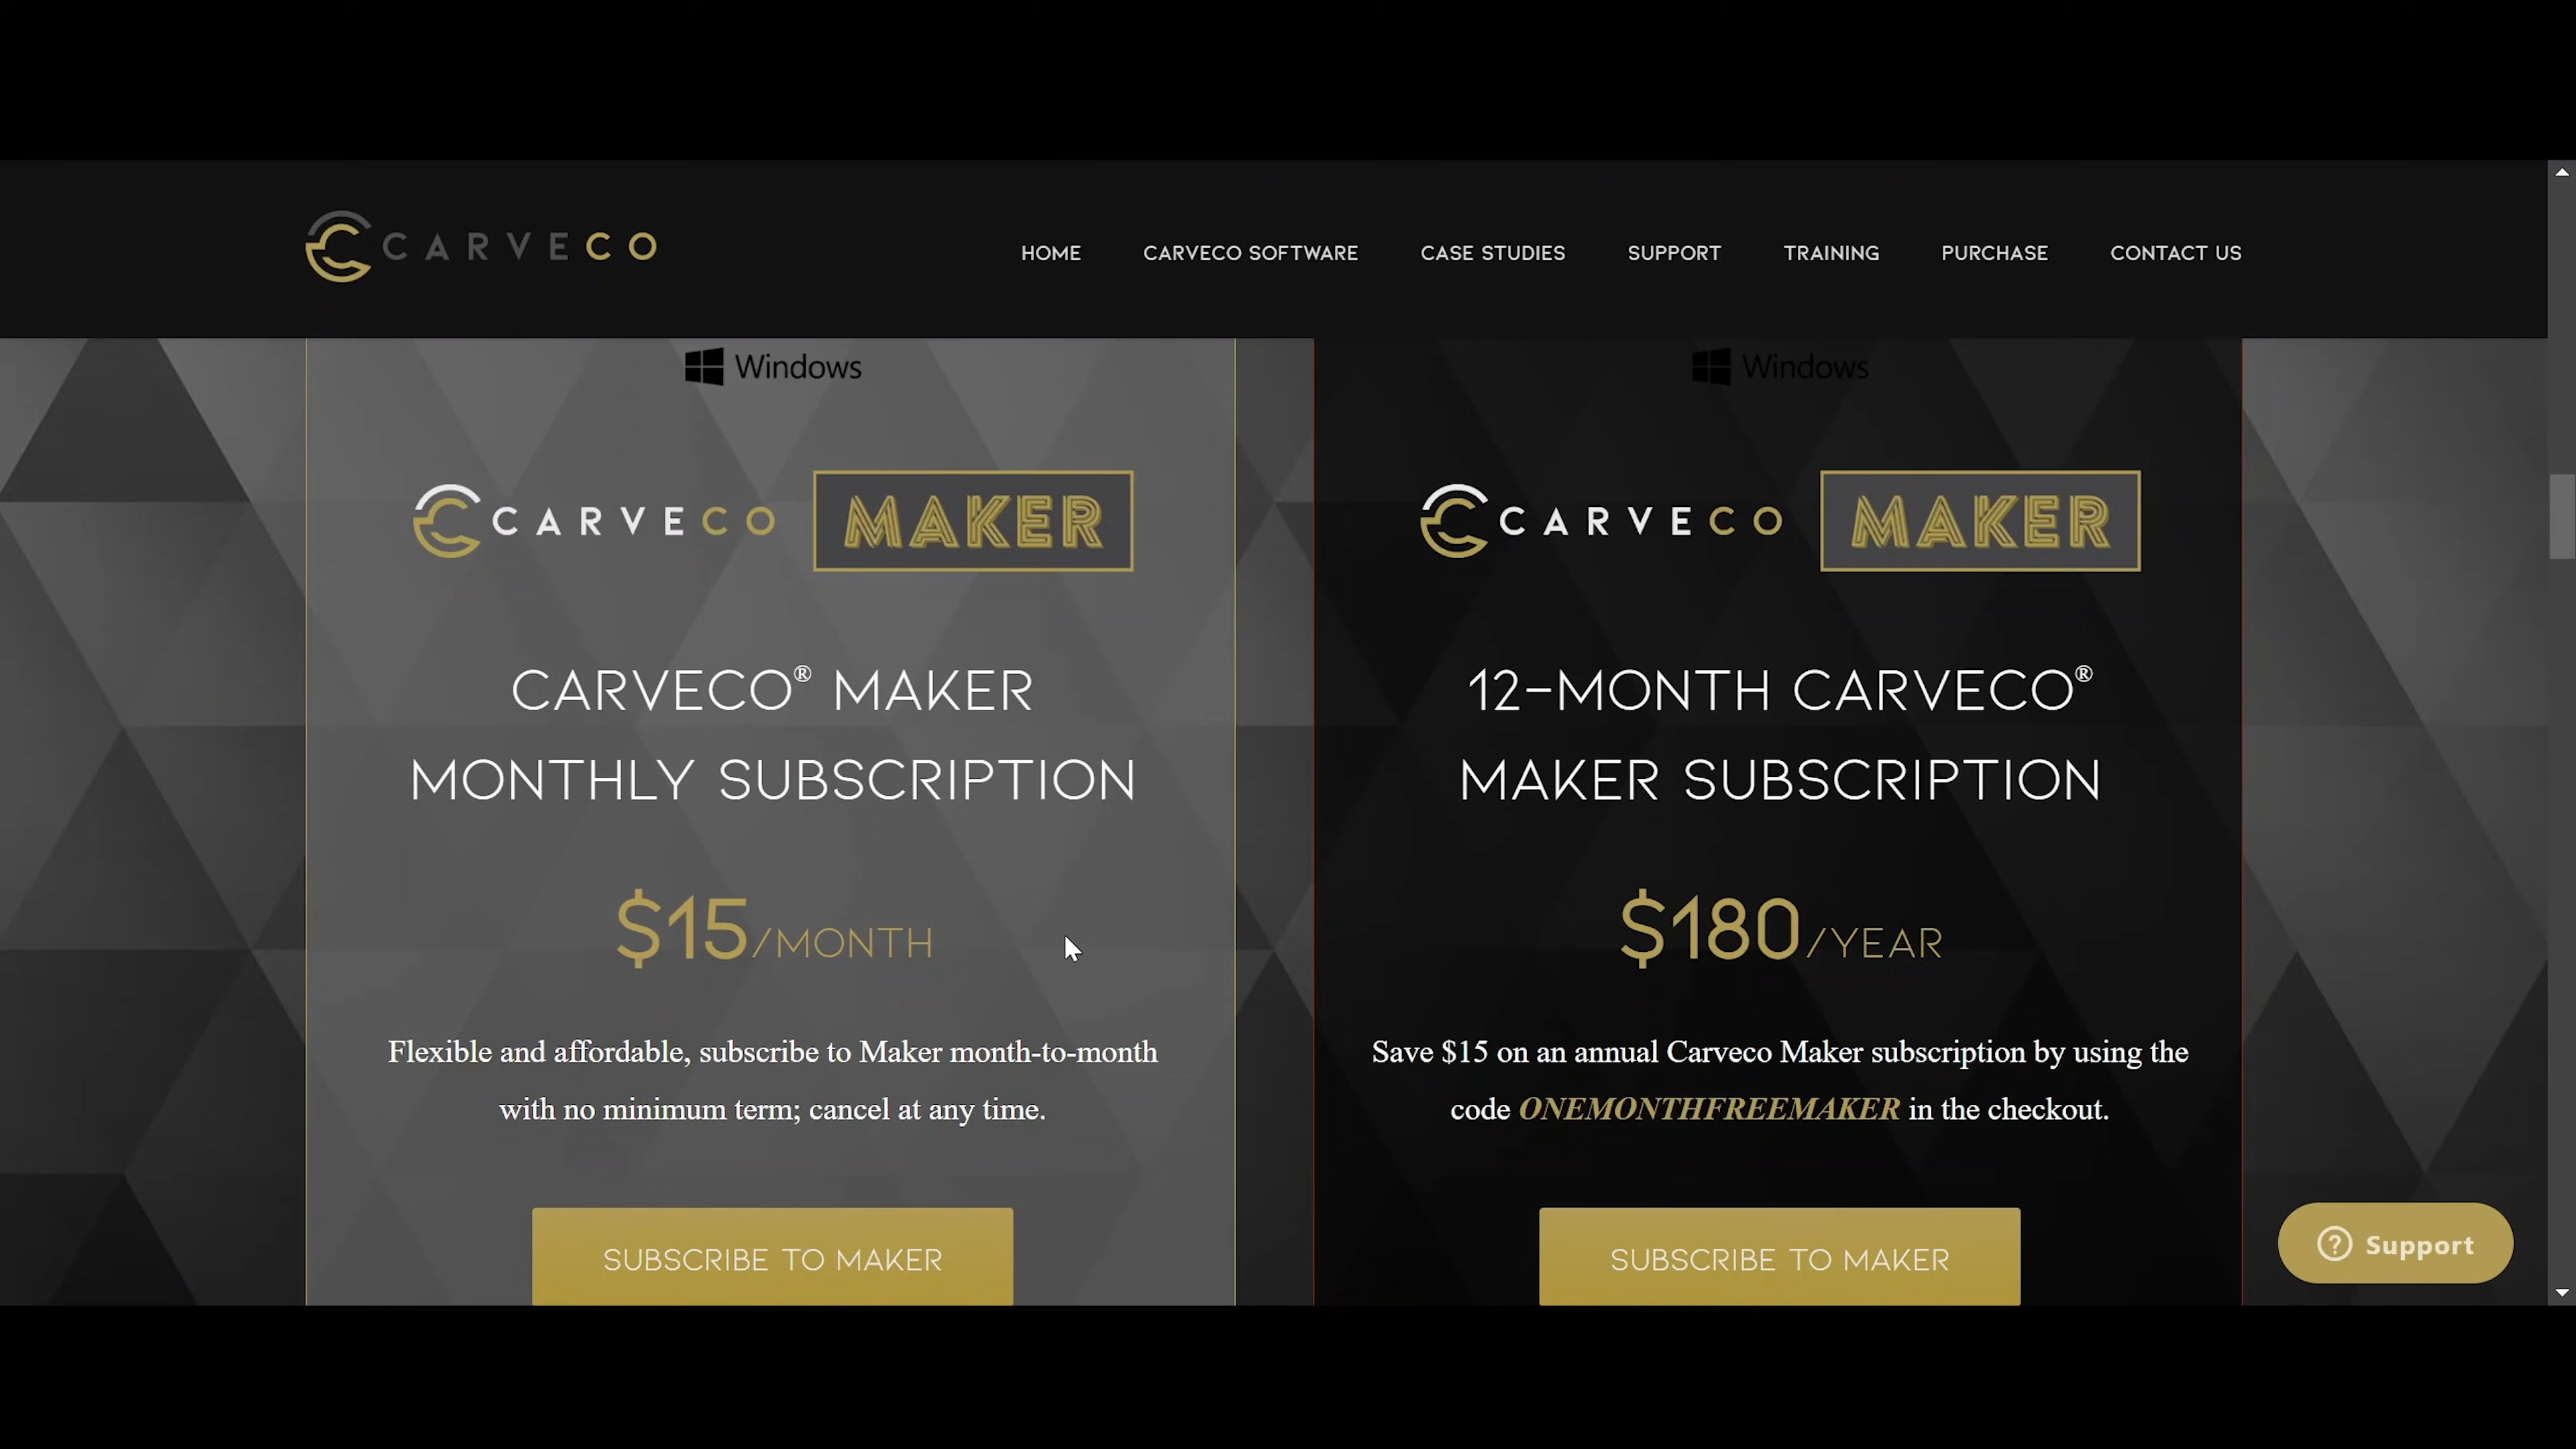 CARVECO
HOME CARVECO SOFTWARE CASE STUDIES SUPPORT TRAINING PURCHASE CONTACT US
Windows
CARVECO MAKER
CARVECO® MAKER
MONTHLY SUBSCRIPTION
$15/MONTH
Flexible and affordable, subscribe to Maker month-to-month
with no minimum term; cancel at any time.
SUBSCRIBE TO MAKER
Windows
CARVECO MAKER
12-MONTH CARVECO®
MAKER SUBSCRIPTION
$180/YEAR
Save $15 on an annual Carveco Maker subscription by using the
code ONEMONTHFREEMAKER in the checkout.
SUBSCRIBE TO MAKER
Support